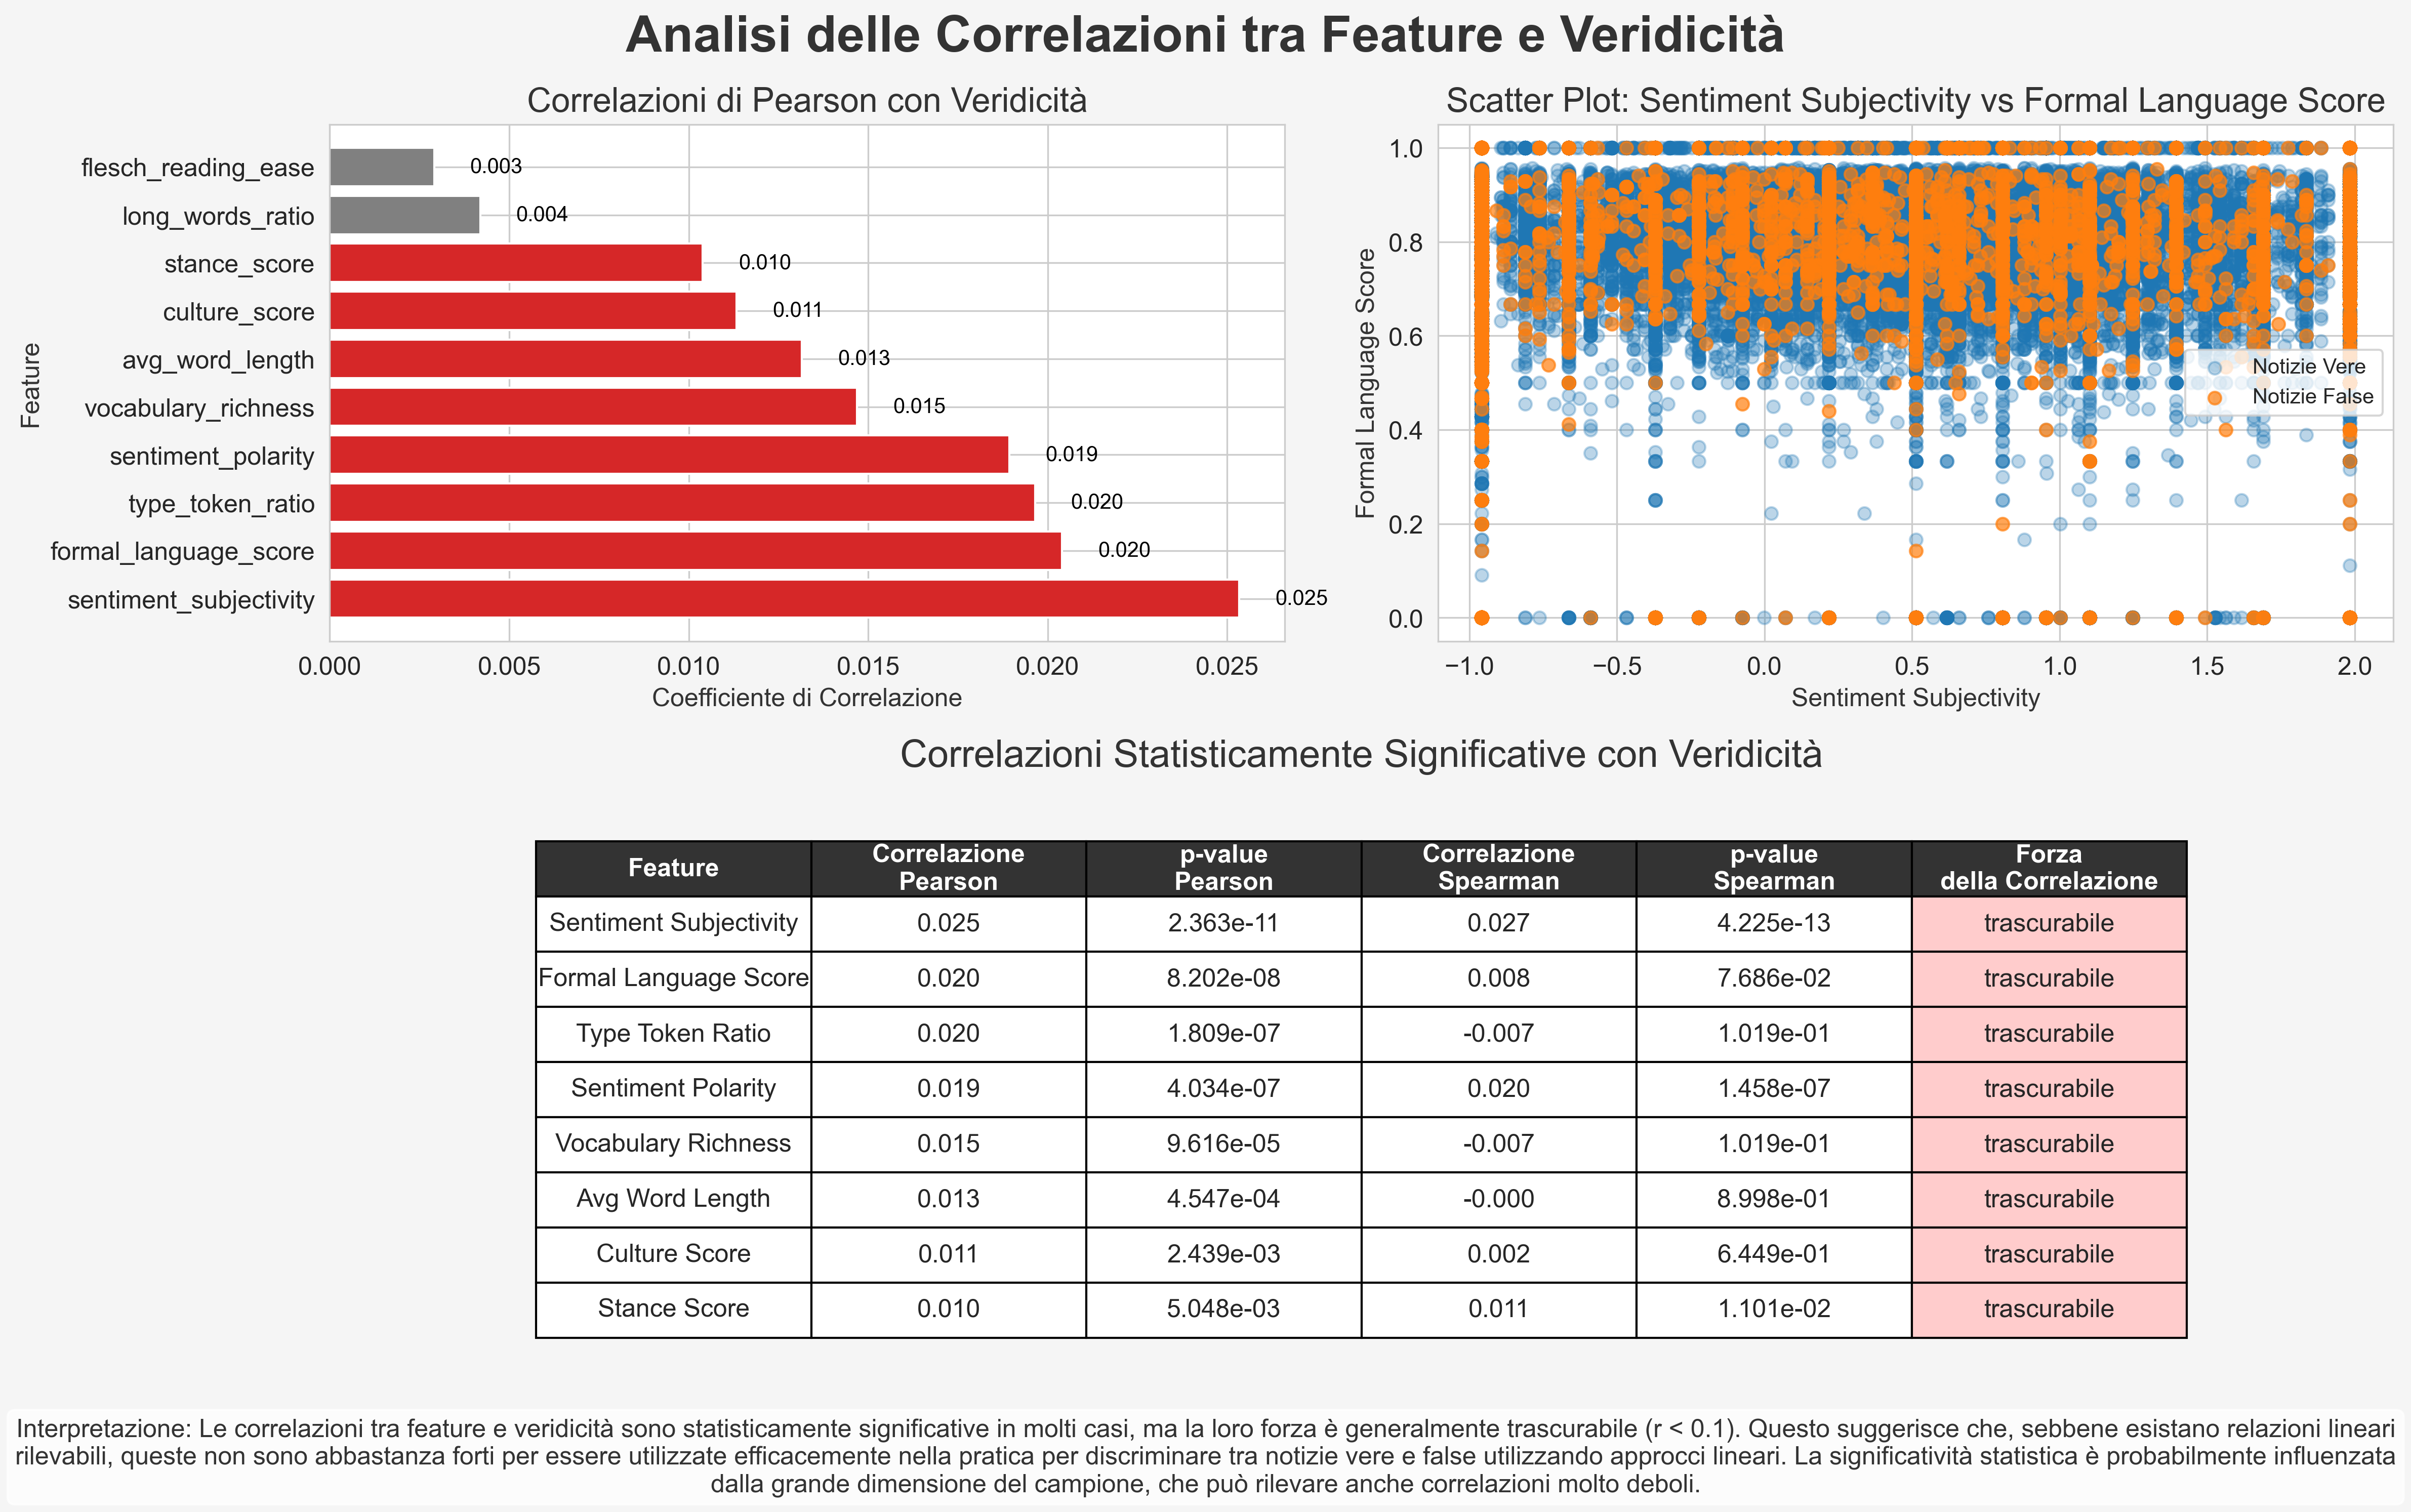 Analisi delle Correlazioni tra Feature e Veridicità
Correlazioni di Pearson con Veridicità
Feature
flesch_reading_ease
0.003
long_words_ratio
0.004
stance_score
0.010
culture_score
0.011
avg_word_length
0.013
vocabulary_richness
0.015
sentiment_polarity
0.019
type_token_ratio
0.020
formal_language_score
0.020
sentiment_subjectivity
0.025
0.000 0.005 0.010 0.015 0.020 0.025
Coefficiente di Correlazione
Scatter Plot: Sentiment Subjectivity vs Formal Language Score
Formal Language Score
1.0
0.8
0.6
0.4
0.2
0.0
Notizie Vere
Notizie False
−1.0 −0.5 0.0 0.5 1.0 1.5 2.0
Sentiment Subjectivity
Correlazioni Statisticamente Significative con Veridicità
Feature Correlazione Pearson p-value Pearson Correlazione Spearman p-value Spearman Forza della Correlazione
Sentiment Subjectivity 0.025 2.363e-11 0.027 4.225e-13 trascurabile
Formal Language Score 0.020 8.202e-08 0.008 7.686e-02 trascurabile
Type Token Ratio 0.020 1.809e-07 -0.007 1.019e-01 trascurabile
Sentiment Polarity 0.019 4.034e-07 0.020 1.458e-07 trascurabile
Vocabulary Richness 0.015 9.616e-05 -0.007 1.019e-01 trascurabile
Avg Word Length 0.013 4.547e-04 -0.000 8.998e-01 trascurabile
Culture Score 0.011 2.439e-03 0.002 6.449e-01 trascurabile
Stance Score 0.010 5.048e-03 0.011 1.101e-02 trascurabile
Interpretazione: Le correlazioni tra feature e veridicità sono statisticamente significative in molti casi, ma la loro forza è generalmente trascurabile (r < 0.1). Questo suggerisce che, sebbene esistano relazioni lineari
rilevabili, queste non sono abbastanza forti per essere utilizzate efficacemente nella pratica per discriminare tra notizie vere e false utilizzando approcci lineari. La significatività statistica è probabilmente influenzata
dalla grande dimensione del campione, che può rilevare anche correlazioni molto deboli.